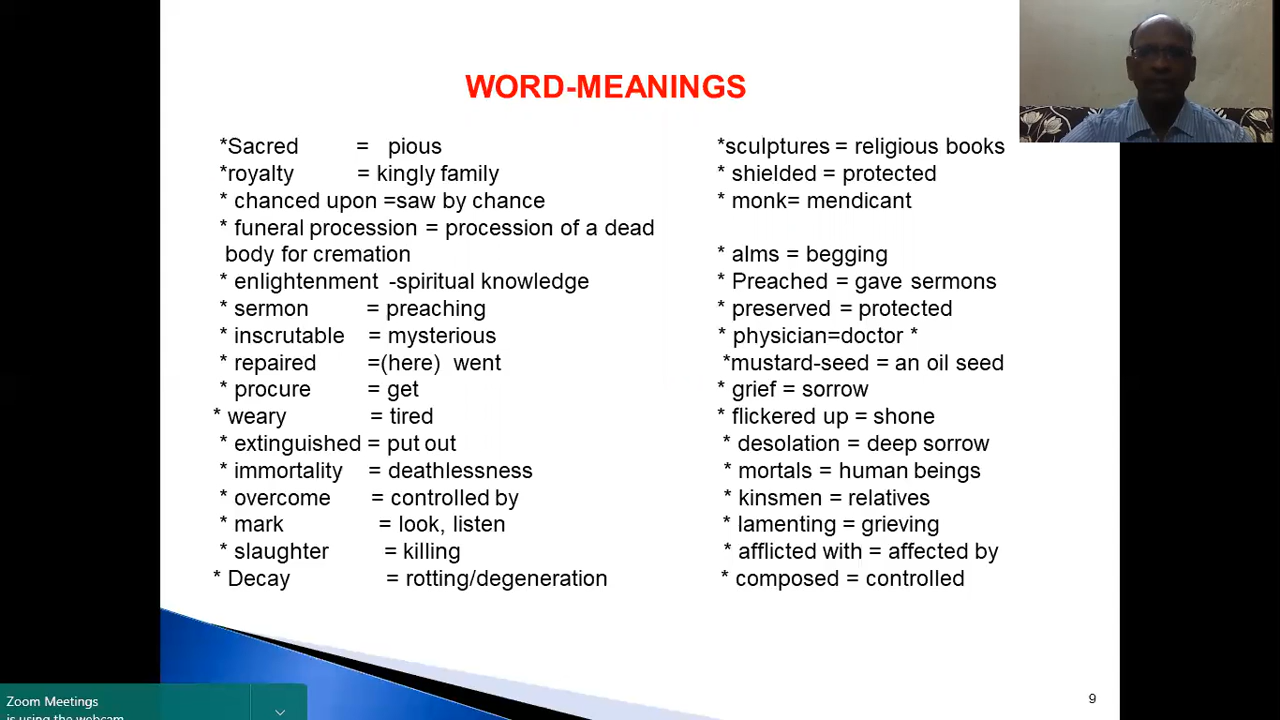 WORD-MEANINGS
*Sacred = pious
*royalty = kingly family
* chanced upon =saw by chance
* funeral procession = procession of a dead
body for cremation
* enlightenment -spiritual knowledge
* sermon = preaching
* inscrutable = mysterious
* repaired =(here) went
* procure = get
* weary = tired
* extinguished = put out
* immortality = deathlessness
* overcome = controlled by
* mark = look, listen
* slaughter = killing
* Decay = rotting/degeneration
*sculptures = religious books
* shielded = protected
* monk= mendicant
* alms = begging
* Preached = gave sermons
* preserved = protected
* physician=doctor *
*mustard-seed = an oil seed
* grief = sorrow
* flickered up = shone
* desolation = deep sorrow
* mortals = human beings
* kinsmen = relatives
* lamenting = grieving
* afflicted with = affected by
* composed = controlled
9
Zoom Meetings
is using the webcam